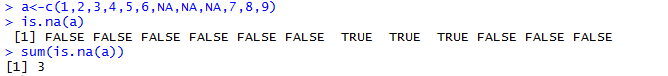 > a<-c(1,2,3,4,5,6,NA,NA,NA,7,8,9)
> is.na(a)
[1] FALSE FALSE FALSE FALSE FALSE FALSE TRUE TRUE TRUE FALSE FALSE FALSE
> sum(is.na(a))
[1] 3